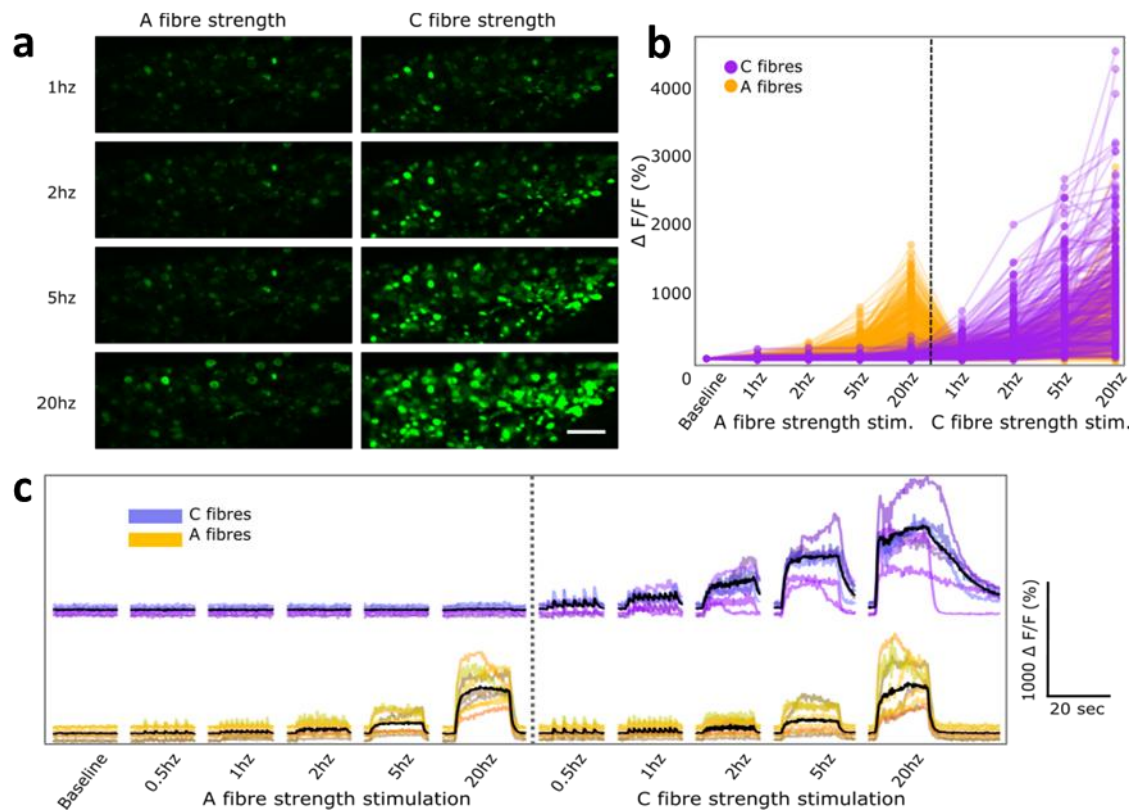 a
A fibre strength
C fibre strength
1hz
2hz
5hz
20hz
b
C fibres
A fibres
Δ F/F (%)
4000
3000
2000
1000
0
Baseline
1hz
2hz
5hz
20hz
1hz
2hz
5hz
20hz
A fibre strength stim.
C fibre strength stim.
c
C fibres
A fibres
1000 Δ F/F (%)
20 sec
Baseline
0.5hz
1hz
2hz
5hz
20hz
0.5hz
1hz
2hz
5hz
20hz
A fibre strength stimulation
C fibre strength stimulation